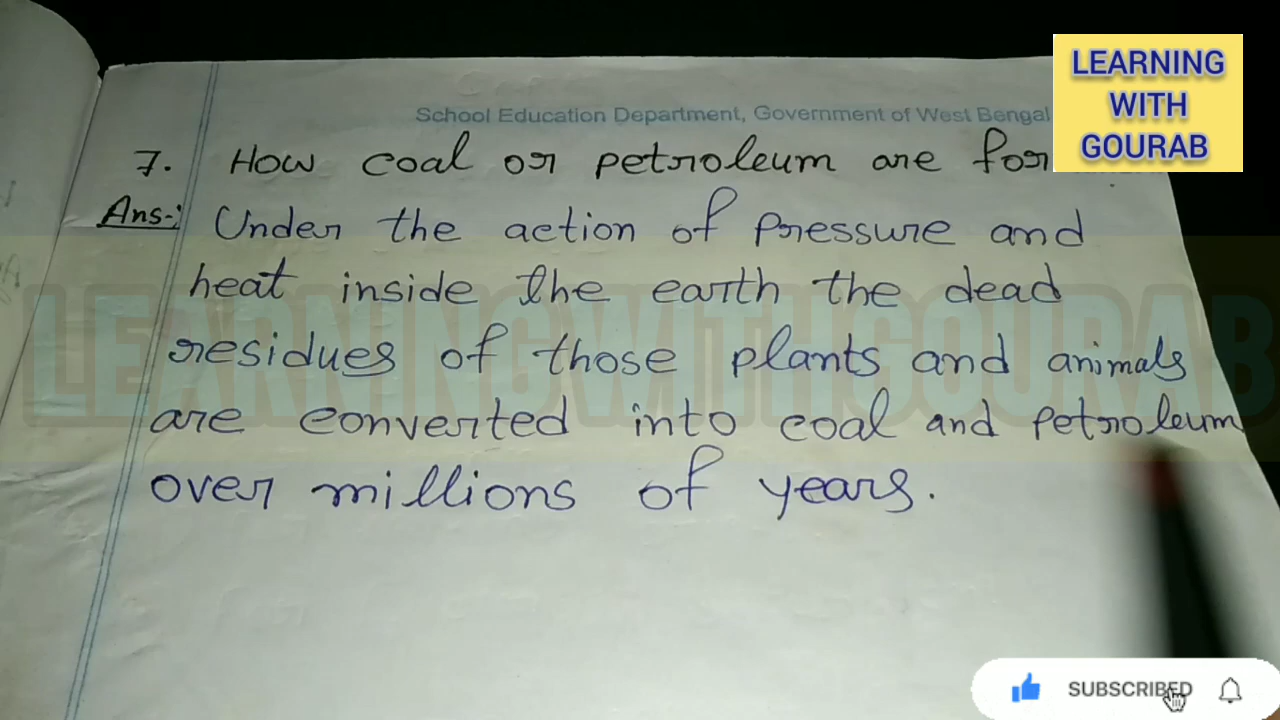 LEARNING
WITH
GOURAB
School Education Department, Government of West Bengal
7. How coal or petroleum are for
Ans-: Under the action of pressure and
heat inside the earth the dead
residues of those plants and animals
are converted into coal and petroleum
over millions of years.
LEARNINGWITHGOURAB
SUBSCRIBED